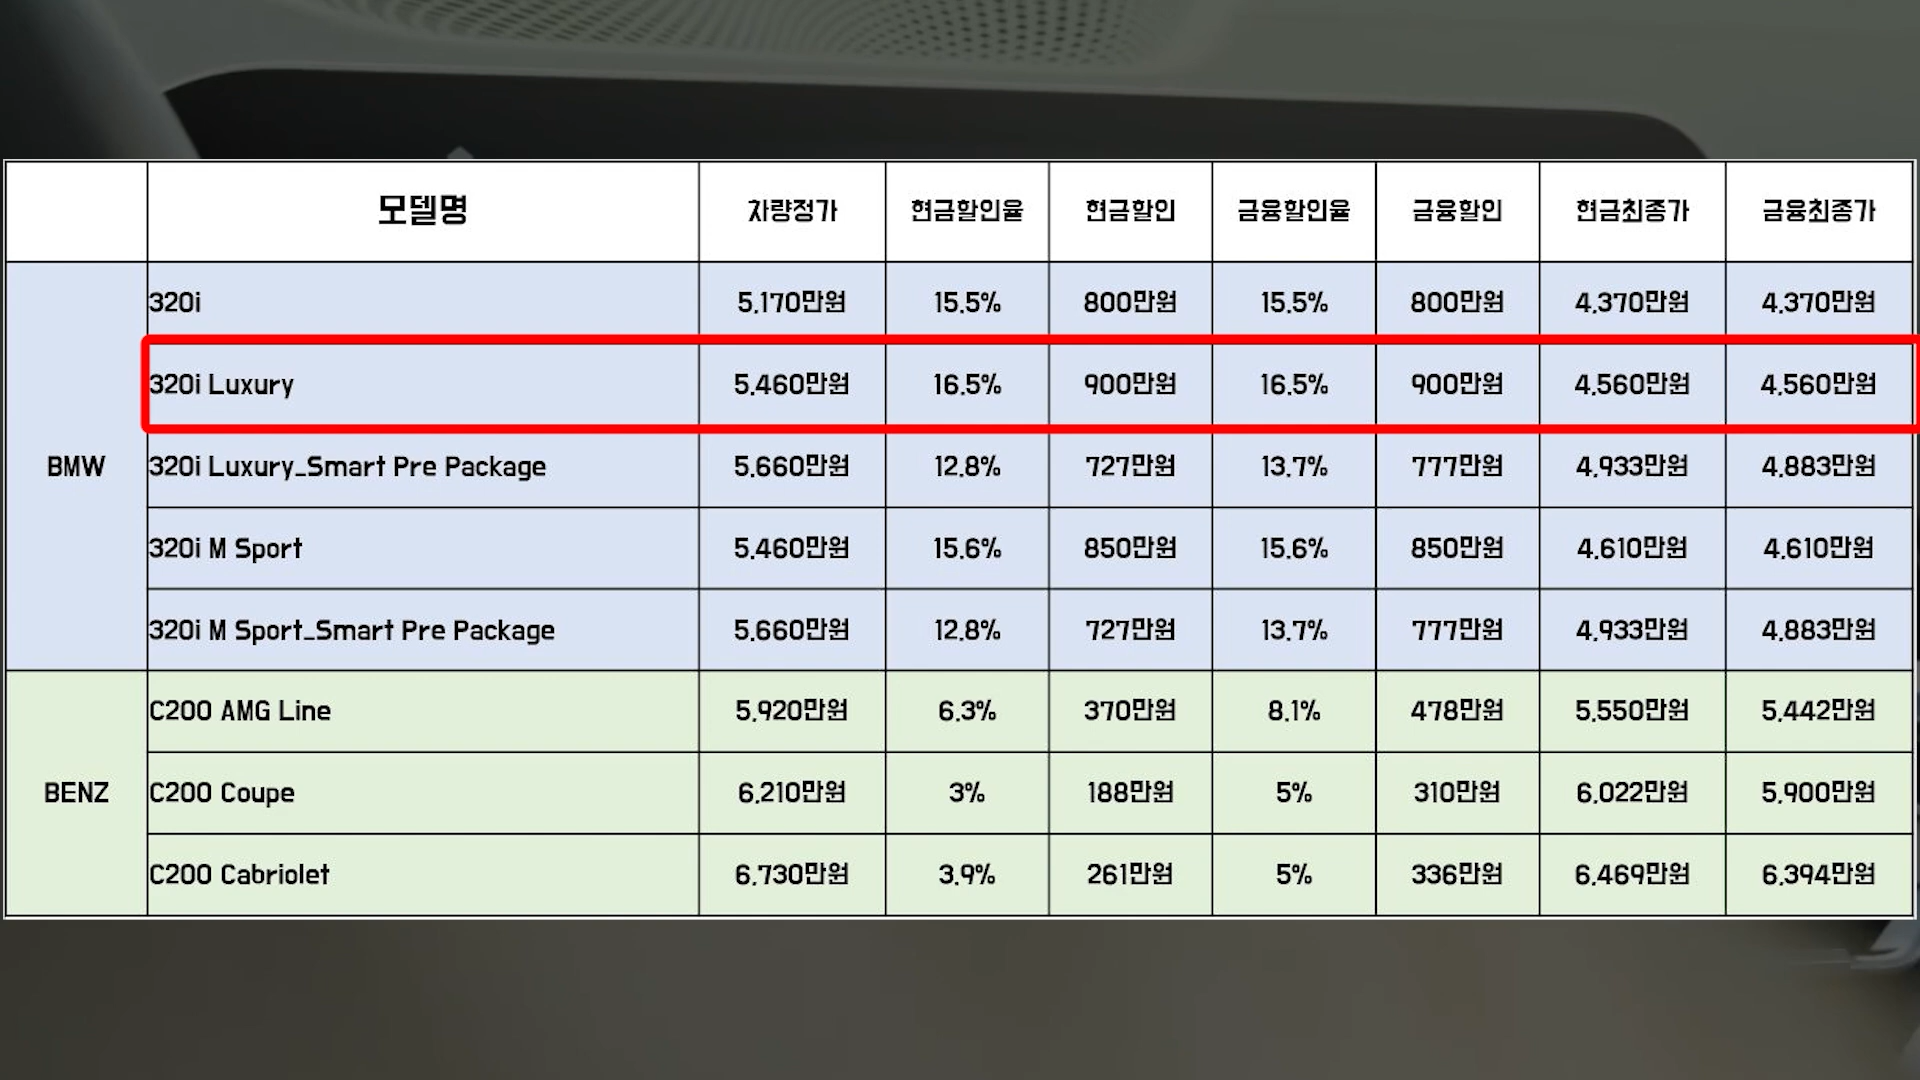 모델명 차량정가 현금할인율 현금할인 금융할인율 금융할인 현금최종가 금융최종가
BMW
320i 5,170만원 15.5% 800만원 15.5% 800만원 4,370만원 4,370만원
320i Luxury 5,460만원 16.5% 900만원 16.5% 900만원 4,560만원 4,560만원
320i Luxury_Smart Pre Package 5,660만원 12.8% 727만원 13.7% 777만원 4,933만원 4,883만원
320i M Sport 5,460만원 15.6% 850만원 15.6% 850만원 4,610만원 4,610만원
320i M Sport_Smart Pre Package 5,660만원 12.8% 727만원 13.7% 777만원 4,933만원 4,883만원
BENZ
C200 AMG Line 5,920만원 6.3% 370만원 8.1% 478만원 5,550만원 5,442만원
C200 Coupe 6,210만원 3% 188만원 5% 310만원 6,022만원 5,900만원
C200 Cabriolet 6,730만원 3.9% 261만원 5% 336만원 6,469만원 6,394만원